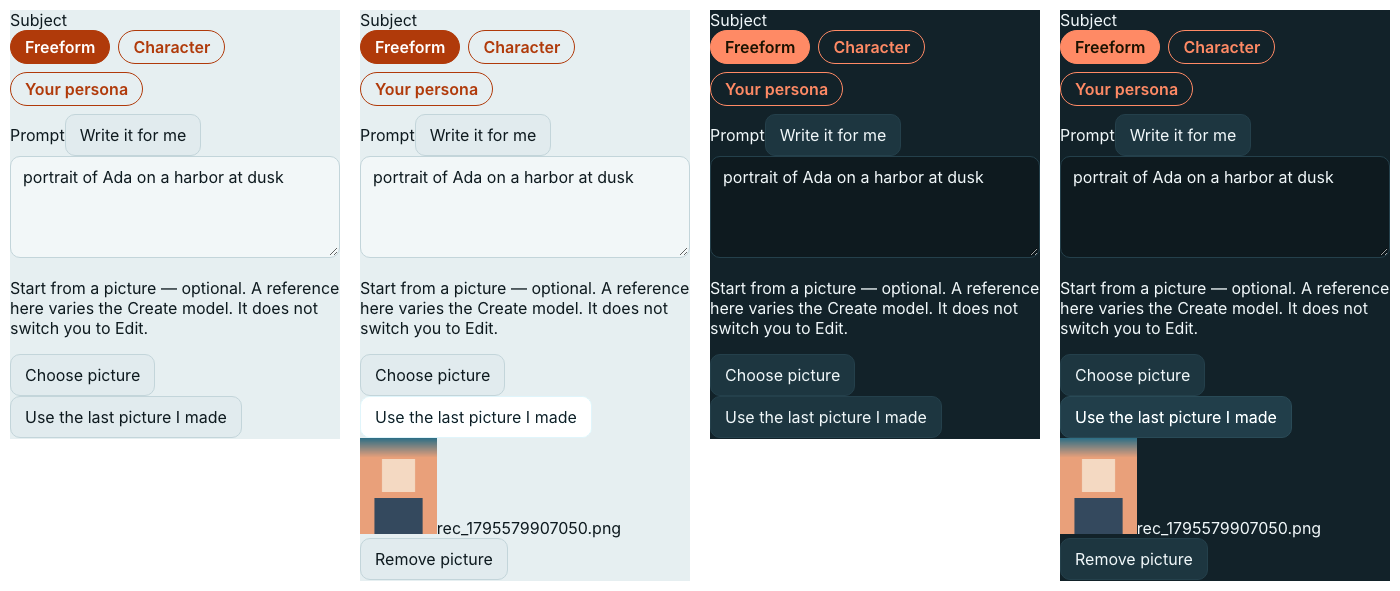 Subject
Freeform Character
Your persona
Prompt Write it for me
portrait of Ada on a harbor at dusk
Start from a picture — optional. A reference
here varies the Create model. It does not
switch you to Edit.
Choose picture
Use the last picture I made
Subject
Freeform Character
Your persona
Prompt Write it for me
portrait of Ada on a harbor at dusk
Start from a picture — optional. A reference
here varies the Create model. It does not
switch you to Edit.
Choose picture
Use the last picture I made
rec_1795579907050.png
Remove picture
Subject
Freeform Character
Your persona
Prompt Write it for me
portrait of Ada on a harbor at dusk
Start from a picture — optional. A reference
here varies the Create model. It does not
switch you to Edit.
Choose picture
Use the last picture I made
Subject
Freeform Character
Your persona
Prompt Write it for me
portrait of Ada on a harbor at dusk
Start from a picture — optional. A reference
here varies the Create model. It does not
switch you to Edit.
Choose picture
Use the last picture I made
rec_1795579907050.png
Remove picture